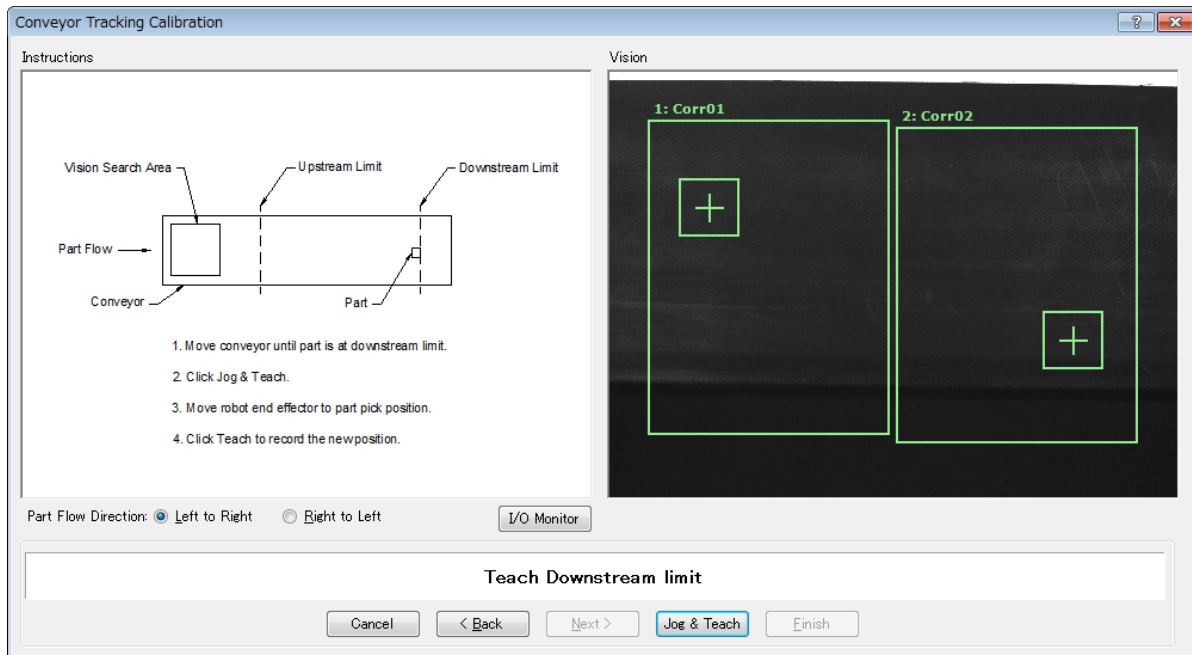 Conveyor Tracking Calibration
?
Instructions
Vision
Vision Search Area
Upstream Limit
Downstream Limit
Part Flow
Conveyor
Part
1. Move conveyor until part is at downstream limit.
2. Click Jog & Teach.
3. Move robot end effector to part pick position.
4. Click Teach to record the newposition.
1: Corr01
2: Corr02
Part Flow Direction: Left to Right Right to Left
I/O Monitor
Teach Downstream limit
Cancel < Back Next > Jog & Teach Finish